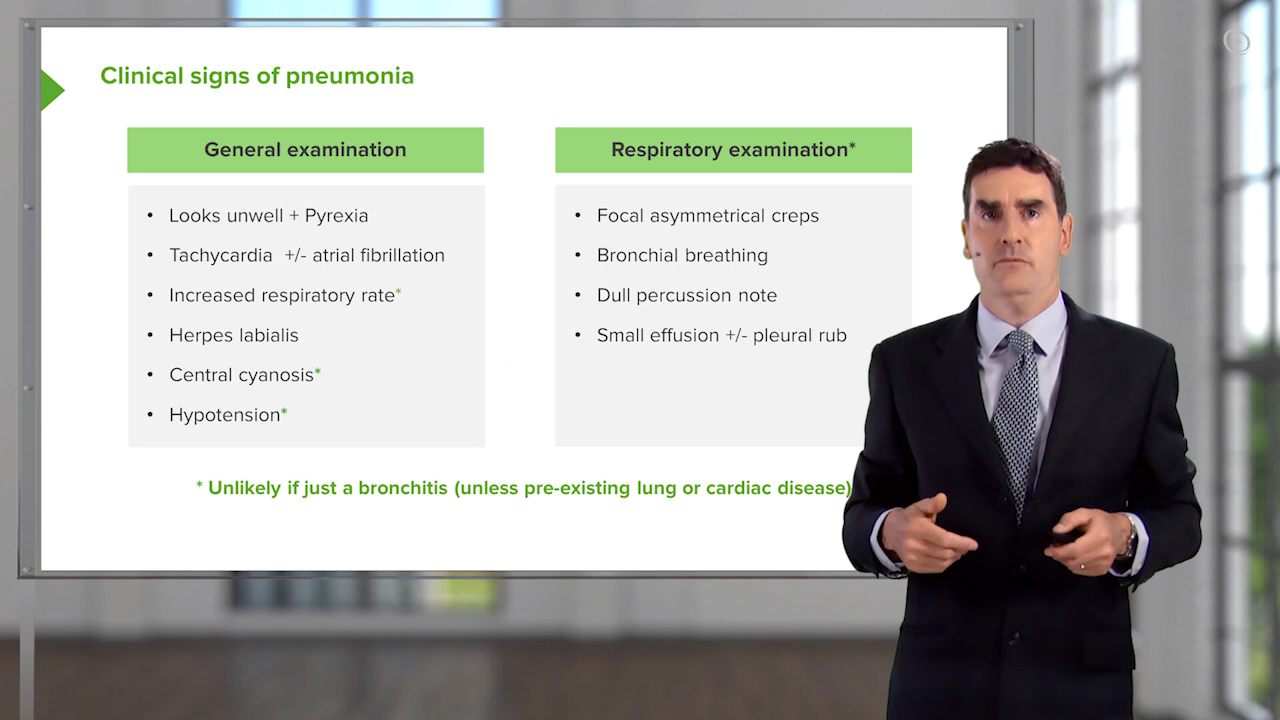 Clinical signs of pneumonia
General examination
• Looks unwell + Pyrexia
• Tachycardia +/- atrial fibrillation
• Increased respiratory rate*
• Herpes labialis
• Central cyanosis*
• Hypotension*
Respiratory examination*
• Focal asymmetrical creps
• Bronchial breathing
• Dull percussion note
• Small effusion +/- pleural rub
* Unlikely if just a bronchitis (unless pre-existing lung or cardiac disease)